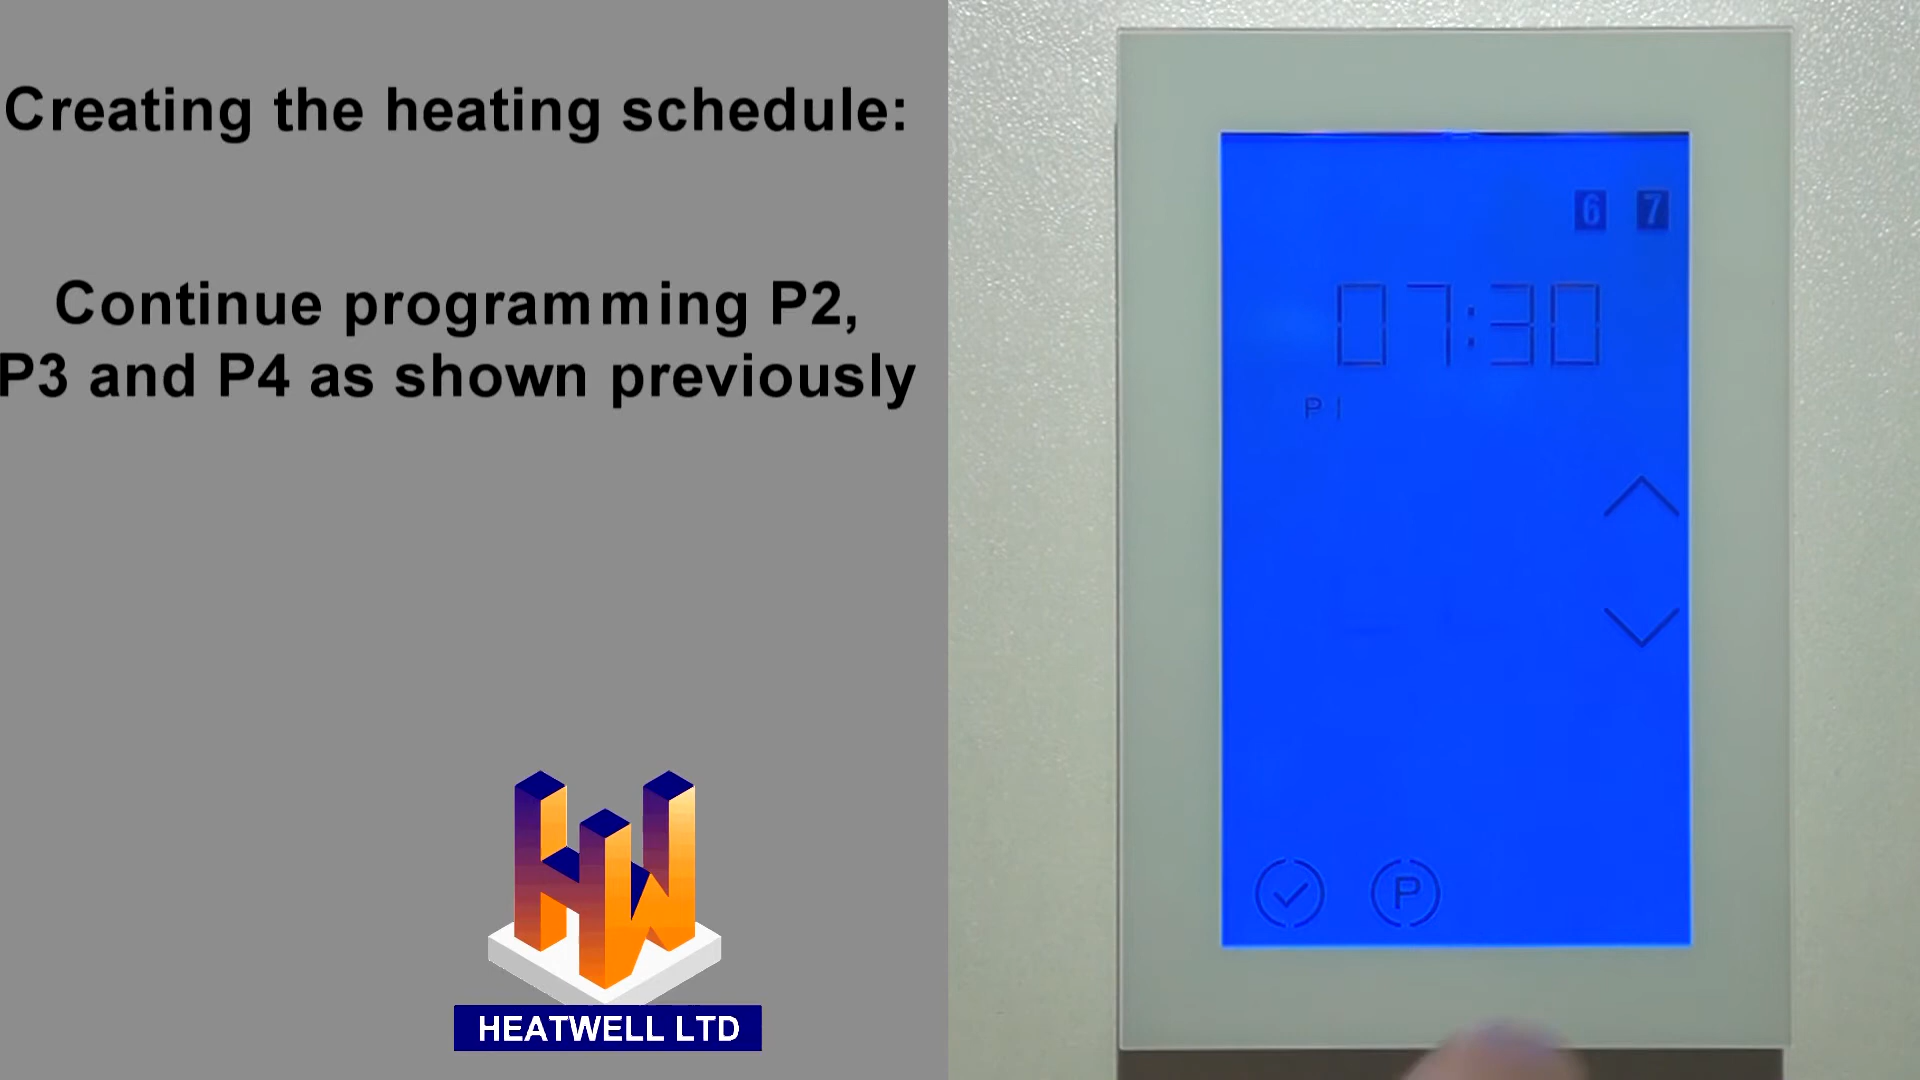 Creating the heating schedule:
Continue programming P2,
P3 and P4 as shown previously
HW
HEATWELL LTD
6 7
07:30
P1
P